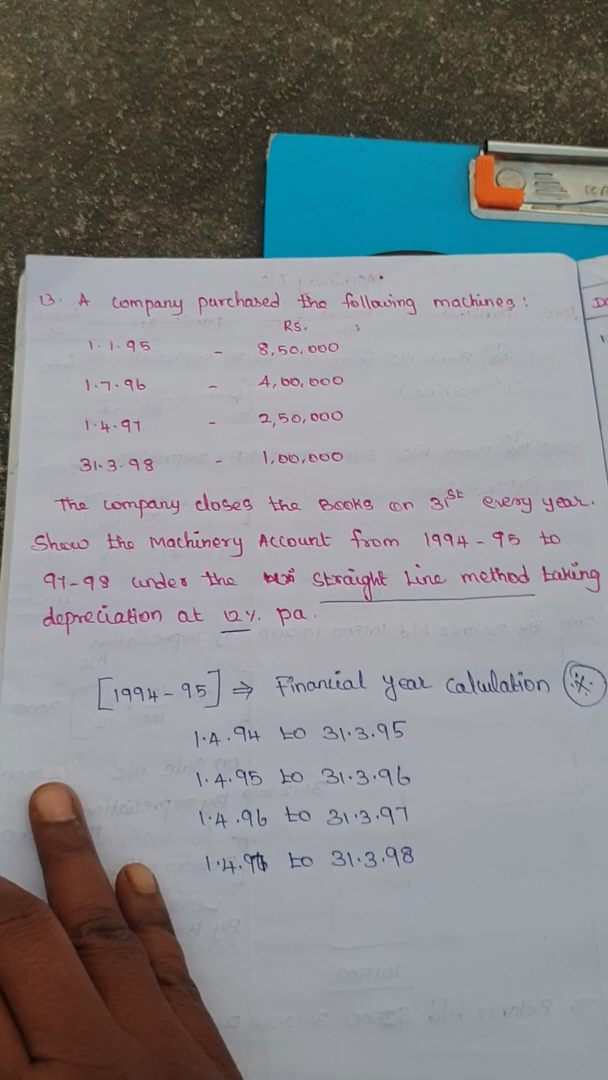 13. A company purchased the following machines:
Rs.
1.1.95 - 8,50,000
1.7.96 - 4,00,000
1.4.97 - 2,50,000
31.3.98 - 1,00,000
The company closes the Books on 31st every year.
Show the Machinery Account from 1994-95 to
97-98 under the Straight Line method taking
depreciation at 12%. pa.
[1994-95] ⇒ Financial year Calculation
1.4.94 to 31.3.95
1.4.95 to 31.3.96
1.4.96 to 31.3.97
1.4.97 to 31.3.98